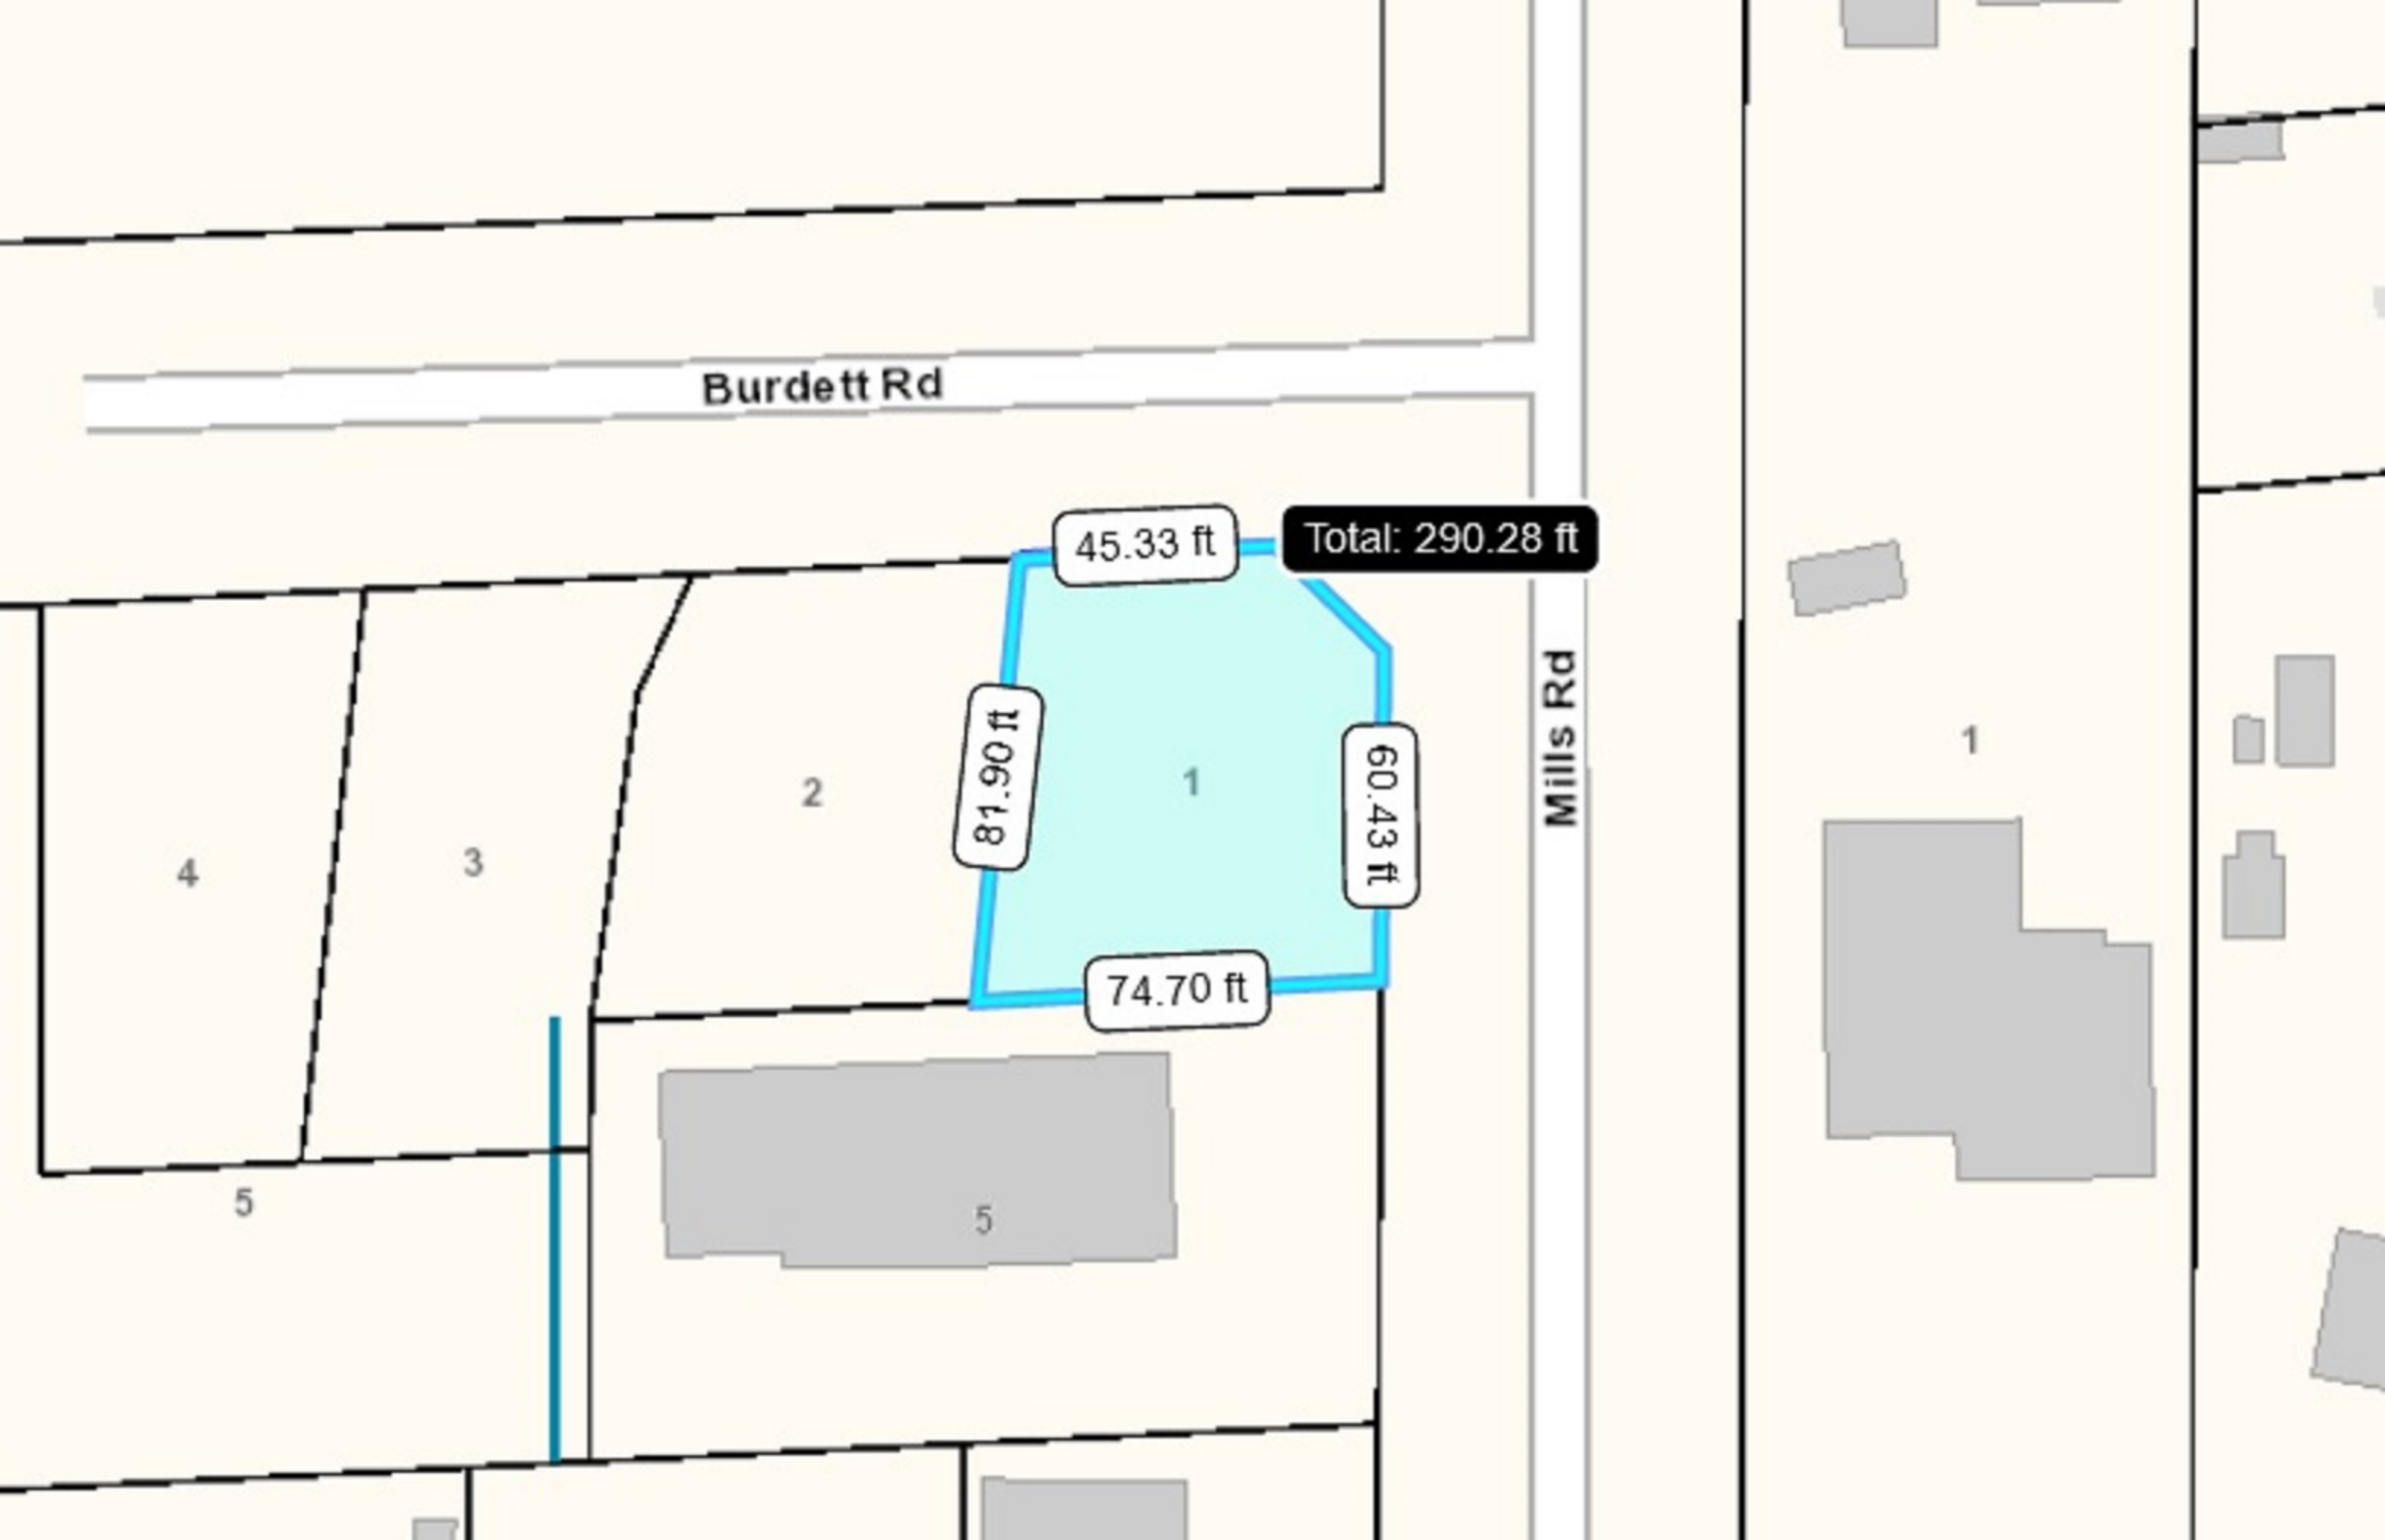 Burdett Rd
45.33 ft
Total: 290.28 ft
Mills Rd
81.90 ft
60.43 ft
1
1
2
3
4
74.70 ft
5
5